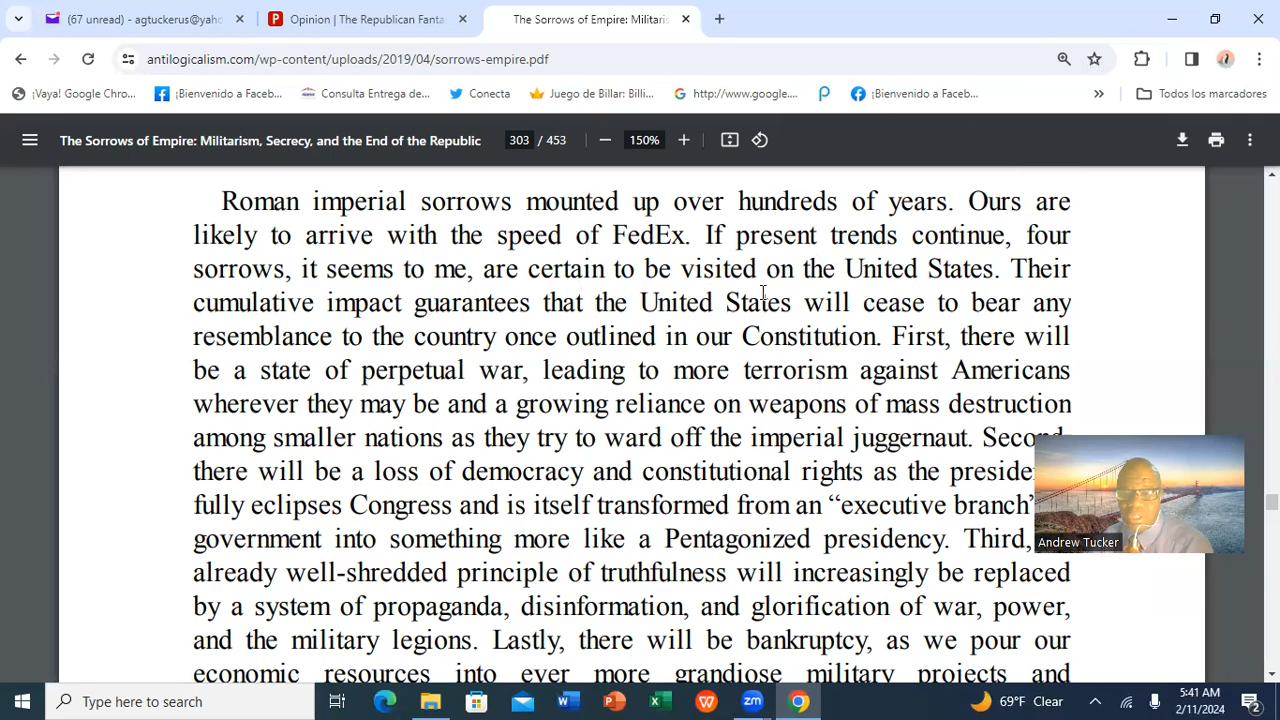 (67 unread) - agtuckerus@yaho
Opinion | The Republican Fanta
The Sorrows of Empire: Militaris
antilogicalism.com/wp-content/uploads/2019/04/sorrows-empire.pdf
¡Vaya! Google Chro...
¡Bienvenido a Faceb...
Consulta Entrega de...
Conecta
Juego de Billar: Billi...
http://www.google....
¡Bienvenido a Faceb...
Todos los marcadores
The Sorrows of Empire: Militarism, Secrecy, and the End of the Republic
303 / 453
150%
Roman imperial sorrows mounted up over hundreds of years. Ours are
likely to arrive with the speed of FedEx. If present trends continue, four
sorrows, it seems to me, are certain to be visited on the United States. Their
cumulative impact guarantees that the United States will cease to bear any
resemblance to the country once outlined in our Constitution. First, there will
be a state of perpetual war, leading to more terrorism against Americans
wherever they may be and a growing reliance on weapons of mass destruction
among smaller nations as they try to ward off the imperial juggernaut. Second,
there will be a loss of democracy and constitutional rights as the preside
fully eclipses Congress and is itself transformed from an “executive branch”
government into something more like a Pentagonized presidency. Third,
already well-shredded principle of truthfulness will increasingly be replaced
by a system of propaganda, disinformation, and glorification of war, power,
and the military legions. Lastly, there will be bankruptcy, as we pour our
economic resources into ever more grandiose military projects and
Andrew Tucker
Type here to search
69°F Clear
5:41 AM
2/11/2024
2